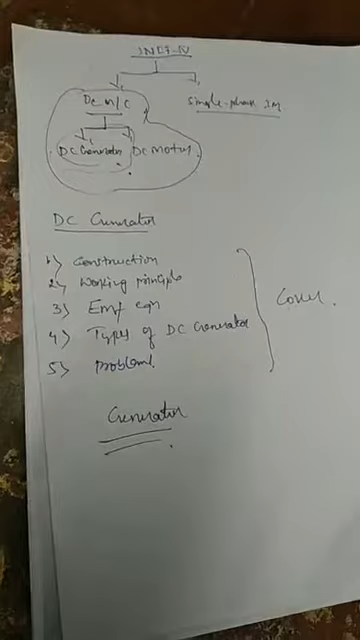 UNIT-IV
DC M/C
Single-phase IM
DC Generator DC Motor
DC Generator
1) Construction
2) Working principle
3) Emf eqn
4) Types of DC Generator
5) Problems
Cover.
Generator